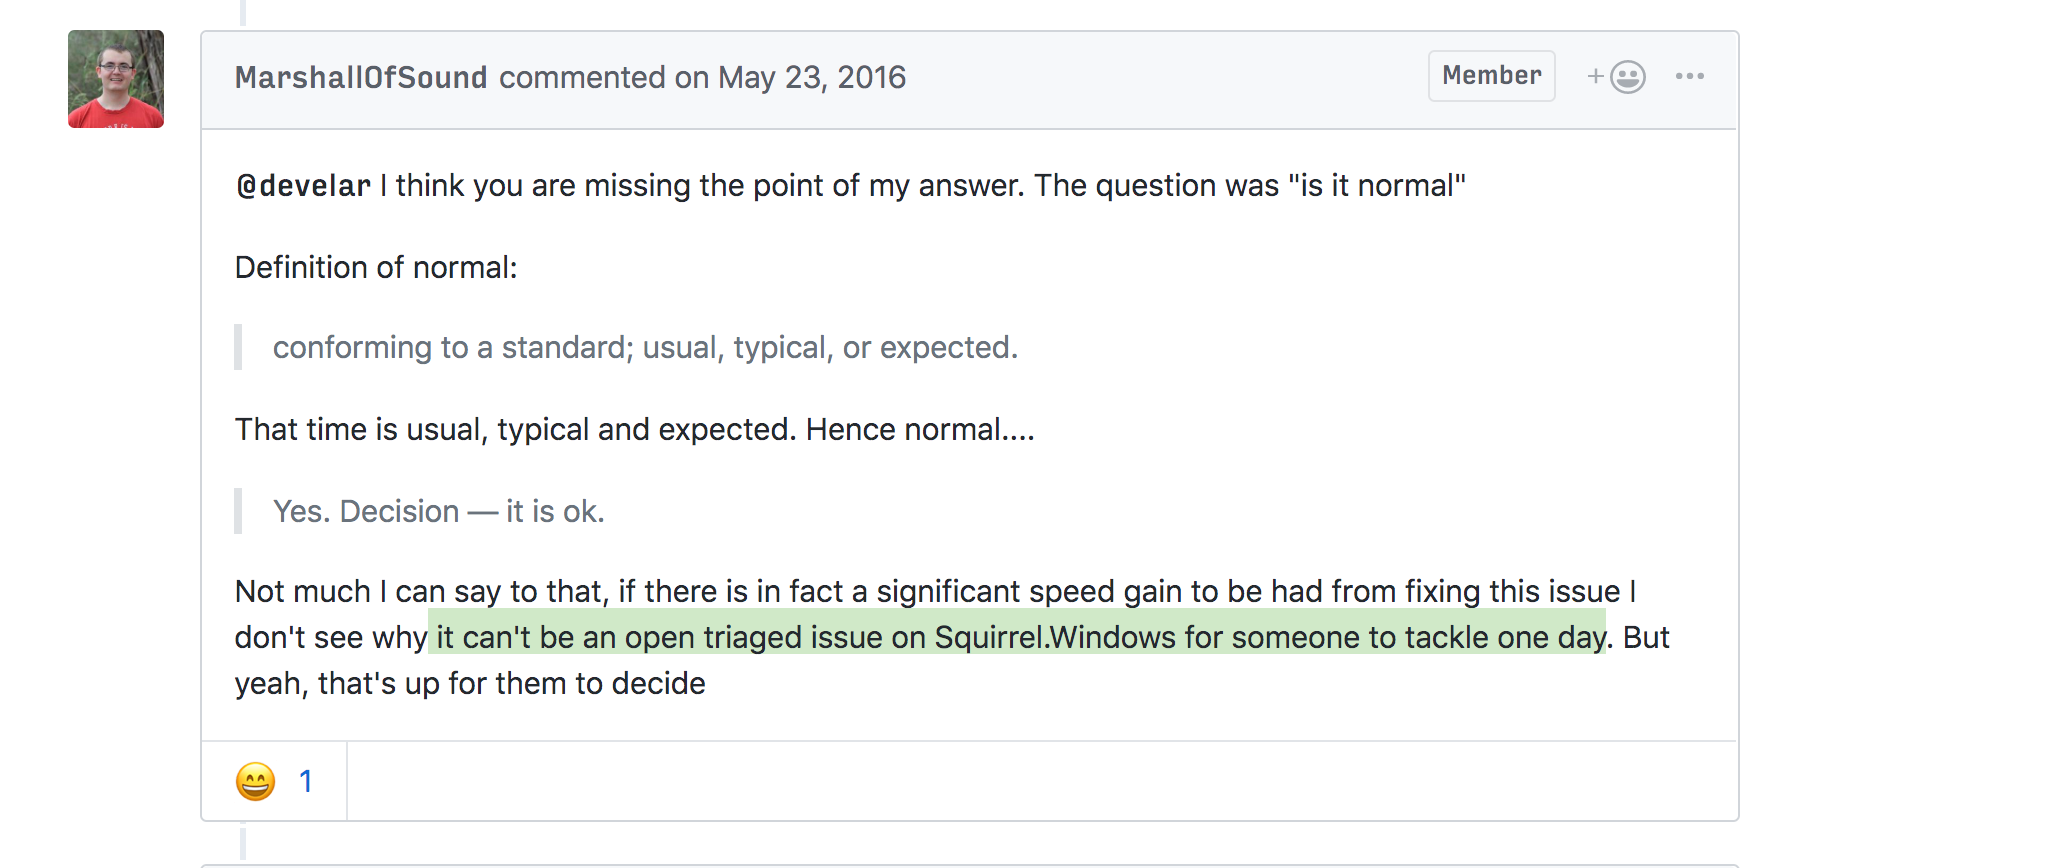 MarshallOfSound commented on May 23, 2016
Member
@develar I think you are missing the point of my answer. The question was "is it normal"
Definition of normal:
conforming to a standard; usual, typical, or expected.
That time is usual, typical and expected. Hence normal....
Yes. Decision — it is ok.
Not much I can say to that, if there is in fact a significant speed gain to be had from fixing this issue I
don't see why it can't be an open triaged issue on Squirrel.Windows for someone to tackle one day. But
yeah, that's up for them to decide
1